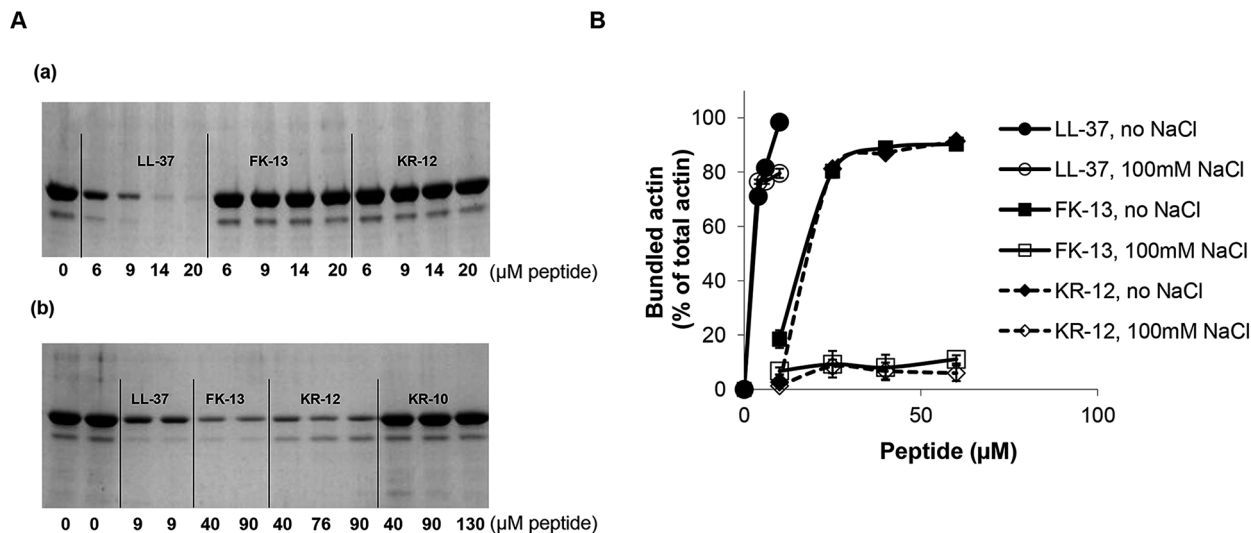 A
(a)
LL-37 FK-13 KR-12
0 6 9 14 20 6 9 14 20 6 9 14 20 (µM peptide)
(b)
LL-37 FK-13 KR-12 KR-10
0 0 9 9 40 90 40 76 90 40 90 130 (µM peptide)
B
Bundled actin
(% of total actin)
100
80
60
40
20
0
0 50 100
Peptide (µM)
LL-37, no NaCl
LL-37, 100mM NaCl
FK-13, no NaCl
FK-13, 100mM NaCl
KR-12, no NaCl
KR-12, 100mM NaCl